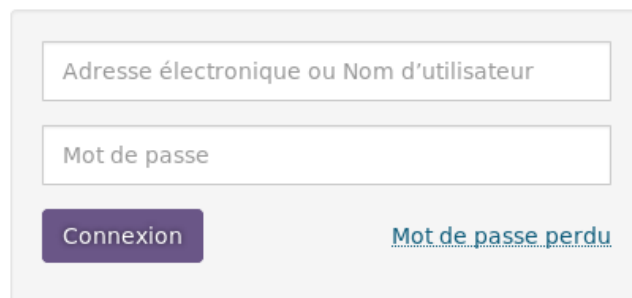 Adresse électronique ou Nom d’utilisateur
Mot de passe
Connexion
Mot de passe perdu